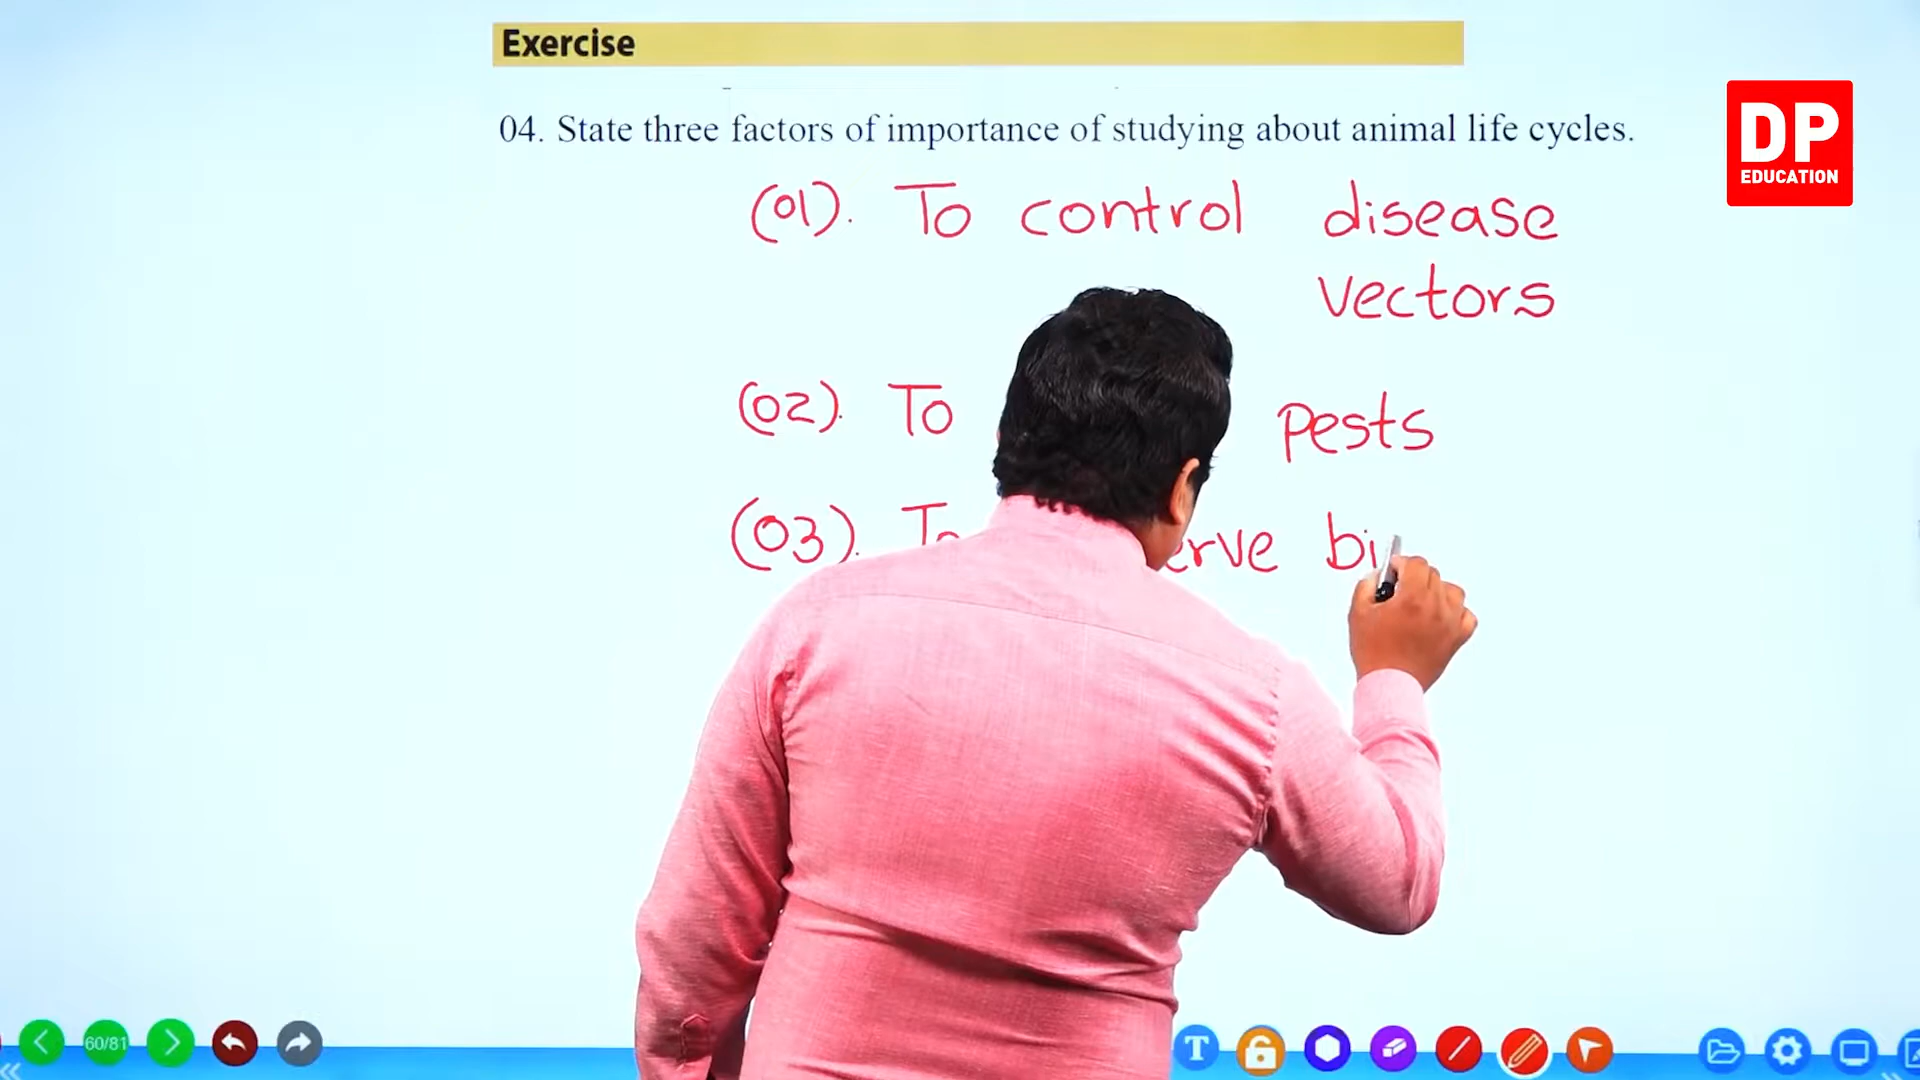 Exercise
04. State three factors of importance of studying about animal life cycles.
DP
EDUCATION
(01). To control disease
vectors
(02). To pests
(03). To erve bi
60/81
T